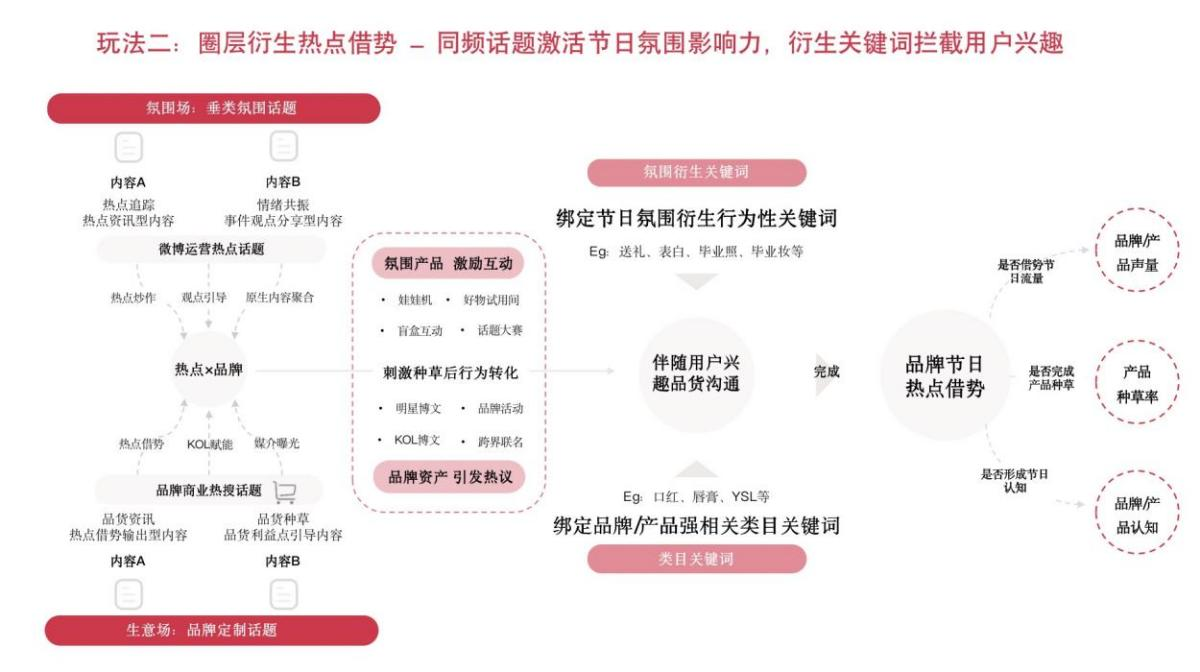 玩法二：圈层衍生热点借势 – 同频话题激活节日氛围影响力，衍生关键词拦截用户兴趣
氛围场：垂类氛围话题
内容A
热点追踪
热点资讯型内容
内容B
情绪共振
事件观点分享型内容
微博运营热点话题
热点炒作
观点引导
原生内容聚合
热点×品牌
热点借势
KOL赋能
媒介曝光
品牌商业热搜话题
品货资讯
热点借势输出型内容
内容A
品货种草
品货利益点引导内容
内容B
生意场：品牌定制话题
氛围产品 激励互动
• 娃娃机 • 好物试用间
• 盲盒互动 • 话题大赛
刺激种草后行为转化
• 明星博文 • 品牌活动
• KOL博文 • 跨界联名
品牌资产 引发热议
氛围衍生关键词
绑定节日氛围衍生行为性关键词
Eg：送礼、表白、毕业照、毕业妆等
伴随用户兴
趣品货沟通
Eg：口红、唇膏、YSL等
绑定品牌/产品强相关类目关键词
类目关键词
完成
品牌节日
热点借势
是否借势节
日流量
品牌/产
品声量
是否完成
产品种草
产品
种草率
是否形成节日
认知
品牌/产
品认知